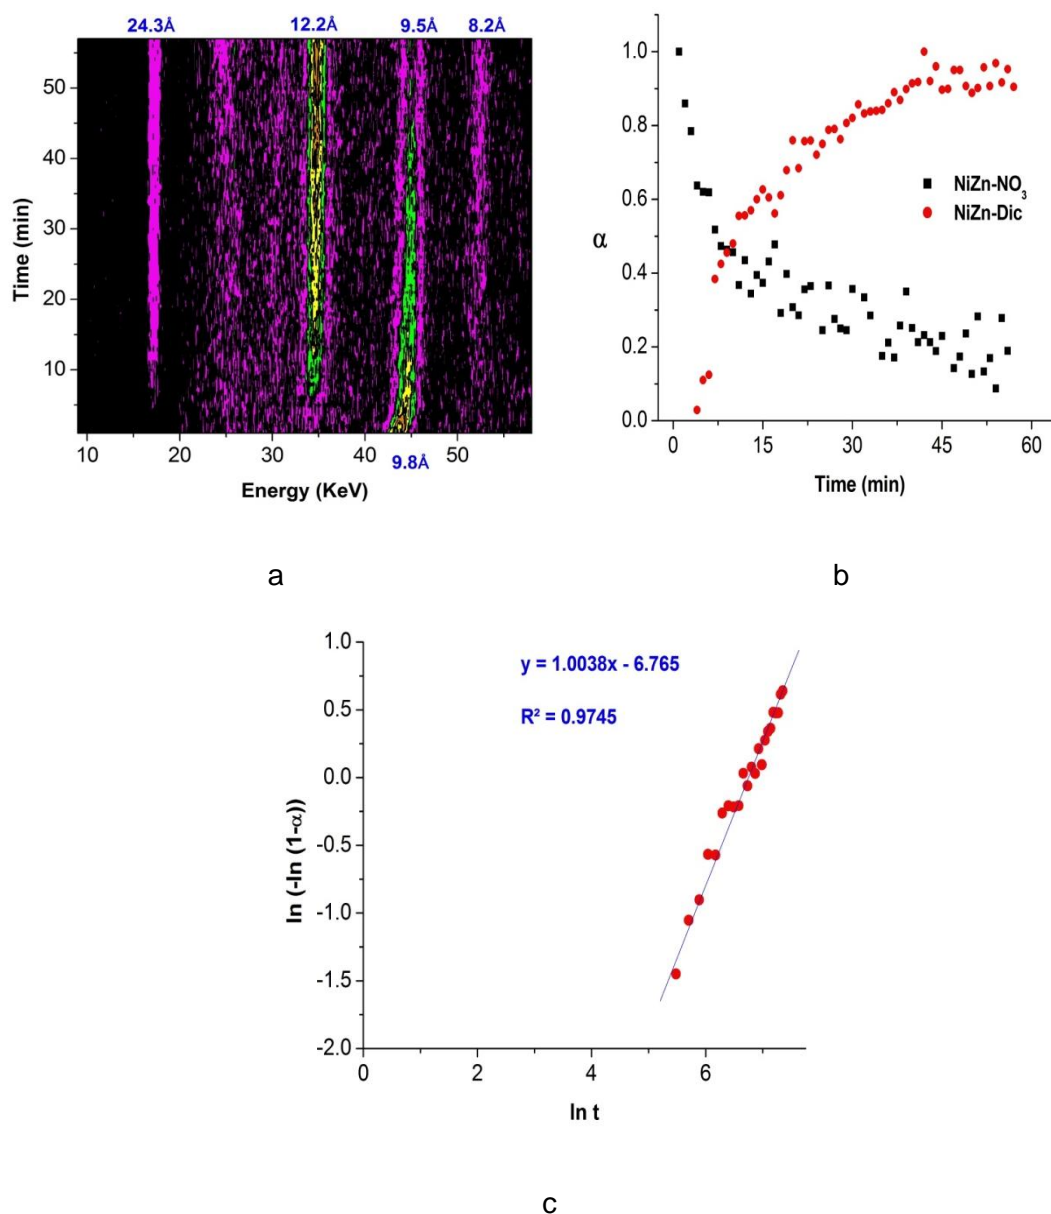 24.3Å 12.2Å 9.5Å 8.2Å
50
40
30
20
10
Time (min)
10 20 30 40 50
9.8Å
Energy (KeV)
a
1.0
0.8
0.6
0.4
0.2
0.0
α
NiZn-NO₃
NiZn-Dic
0 15 30 45 60
Time (min)
b
1.0
0.5
0.0
-0.5
-1.0
-1.5
-2.0
ln (-ln (1-α))
y = 1.0038x - 6.765
R² = 0.9745
0 2 4 6
ln t
c